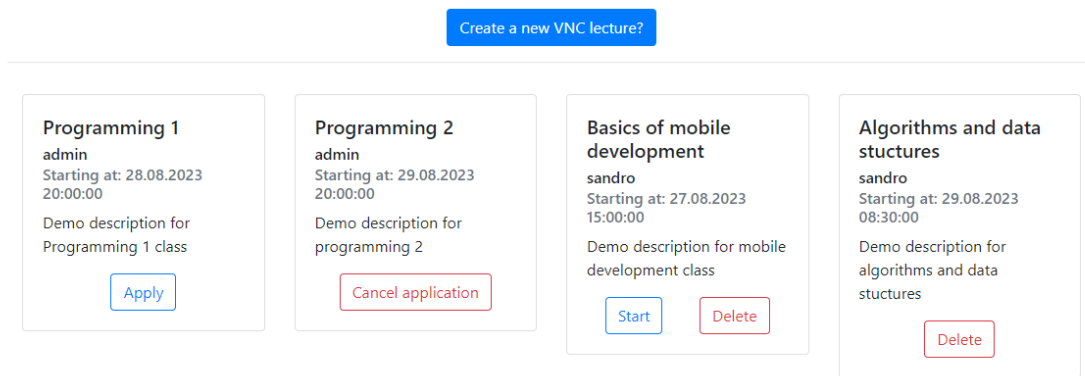 Create a new VNC lecture?
Programming 1
admin
Starting at: 28.08.2023
20:00:00
Demo description for
Programming 1 class
Apply
Programming 2
admin
Starting at: 29.08.2023
20:00:00
Demo description for
programming 2
Cancel application
Basics of mobile
development
sandro
Starting at: 27.08.2023
15:00:00
Demo description for mobile
development class
Start
Delete
Algorithms and data
stuctures
sandro
Starting at: 29.08.2023
08:30:00
Demo description for
algorithms and data
stuctures
Delete